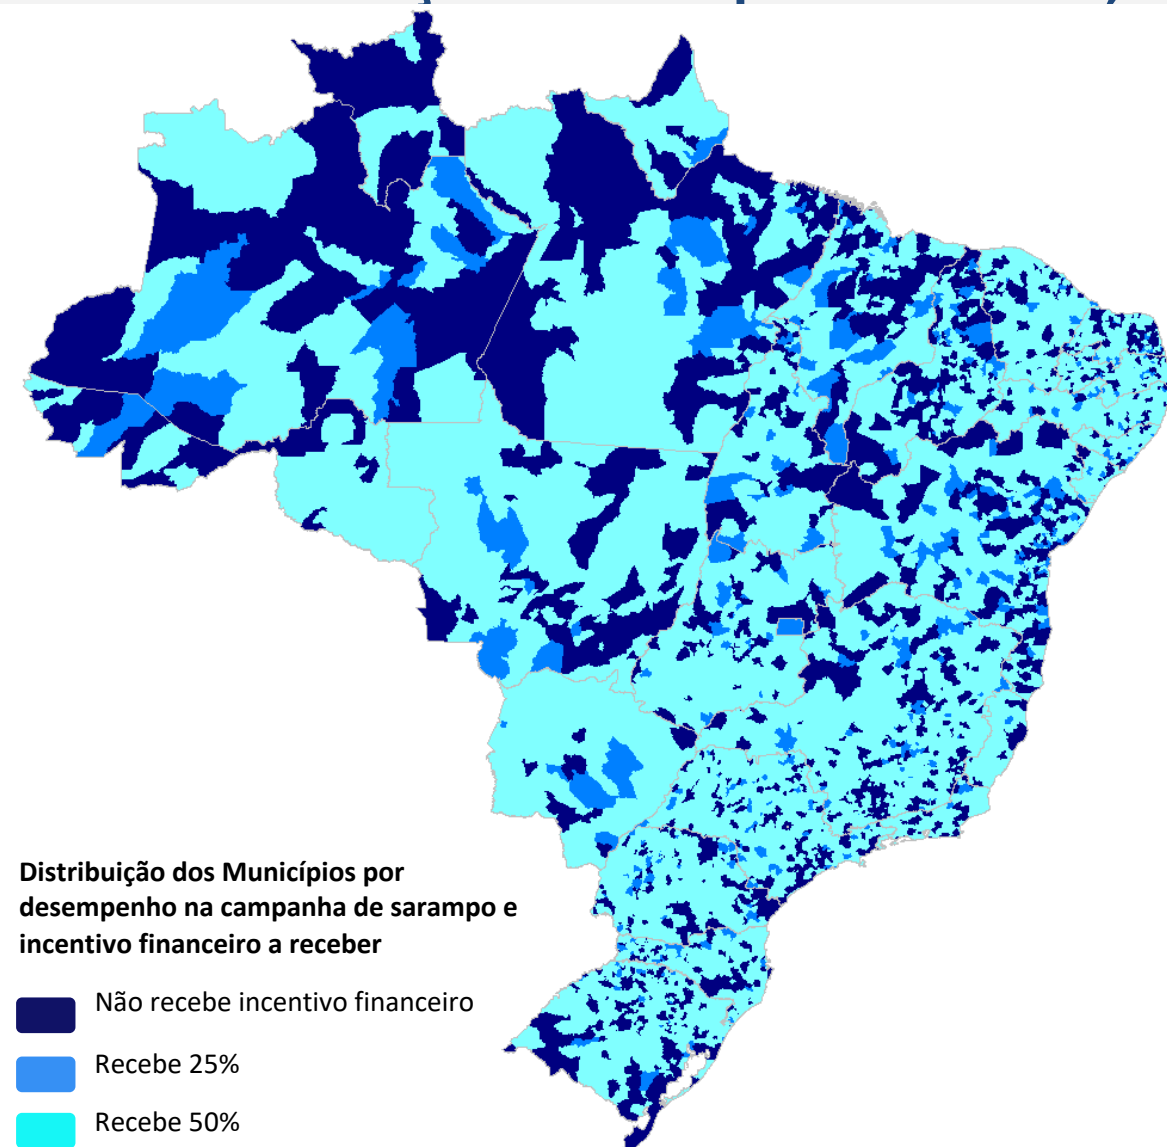 Distribuição dos Municípios por
desempenho na campanha de sarampo e
incentivo financeiro a receber
Não recebe incentivo financeiro
Recebe 25%
Recebe 50%